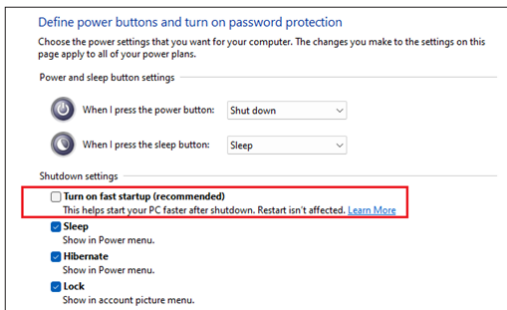 Define power buttons and turn on password protection
Choose the power settings that you want for your computer. The changes you make to the settings on this
page apply to all of your power plans.
Power and sleep button settings
When I press the power button: Shut down
When I press the sleep button: Sleep
Shutdown settings
Turn on fast startup (recommended)
This helps start your PC faster after shutdown. Restart isn't affected. Learn More
Sleep
Show in Power menu.
Hibernate
Show in Power menu.
Lock
Show in account picture menu.